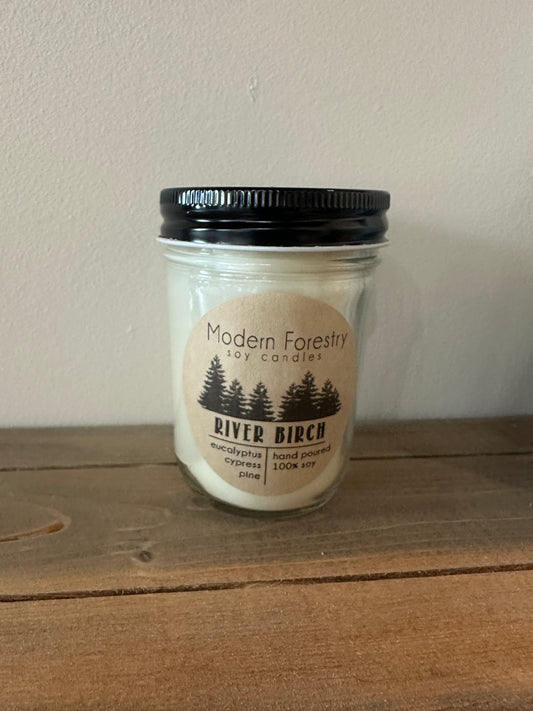 Modern Forestry
soy candles
RIVER BIRCH
eucalyptus
cypress
pine
hand poured
100% soy